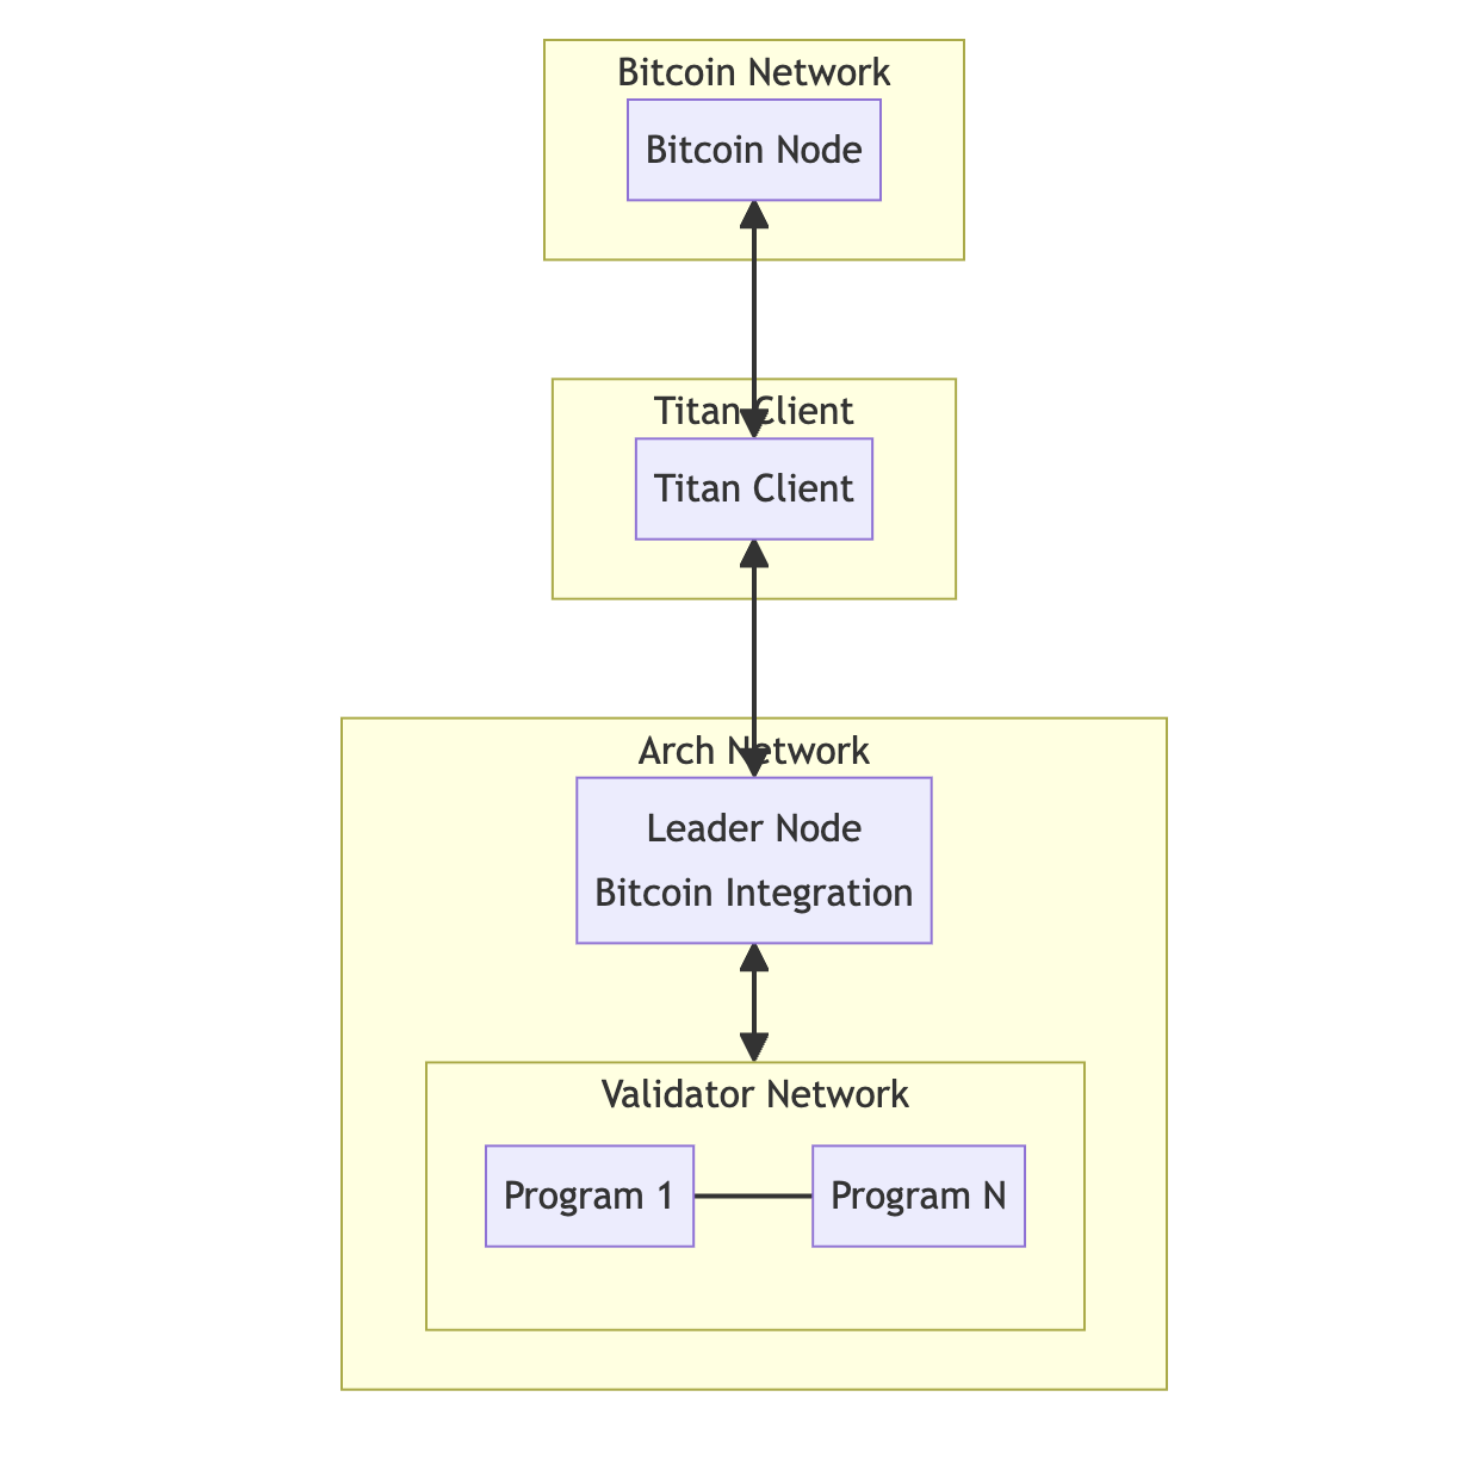 Bitcoin Network
Bitcoin Node
Titan Client
Titan Client
Arch Network
Leader Node
Bitcoin Integration
Validator Network
Program 1
Program N